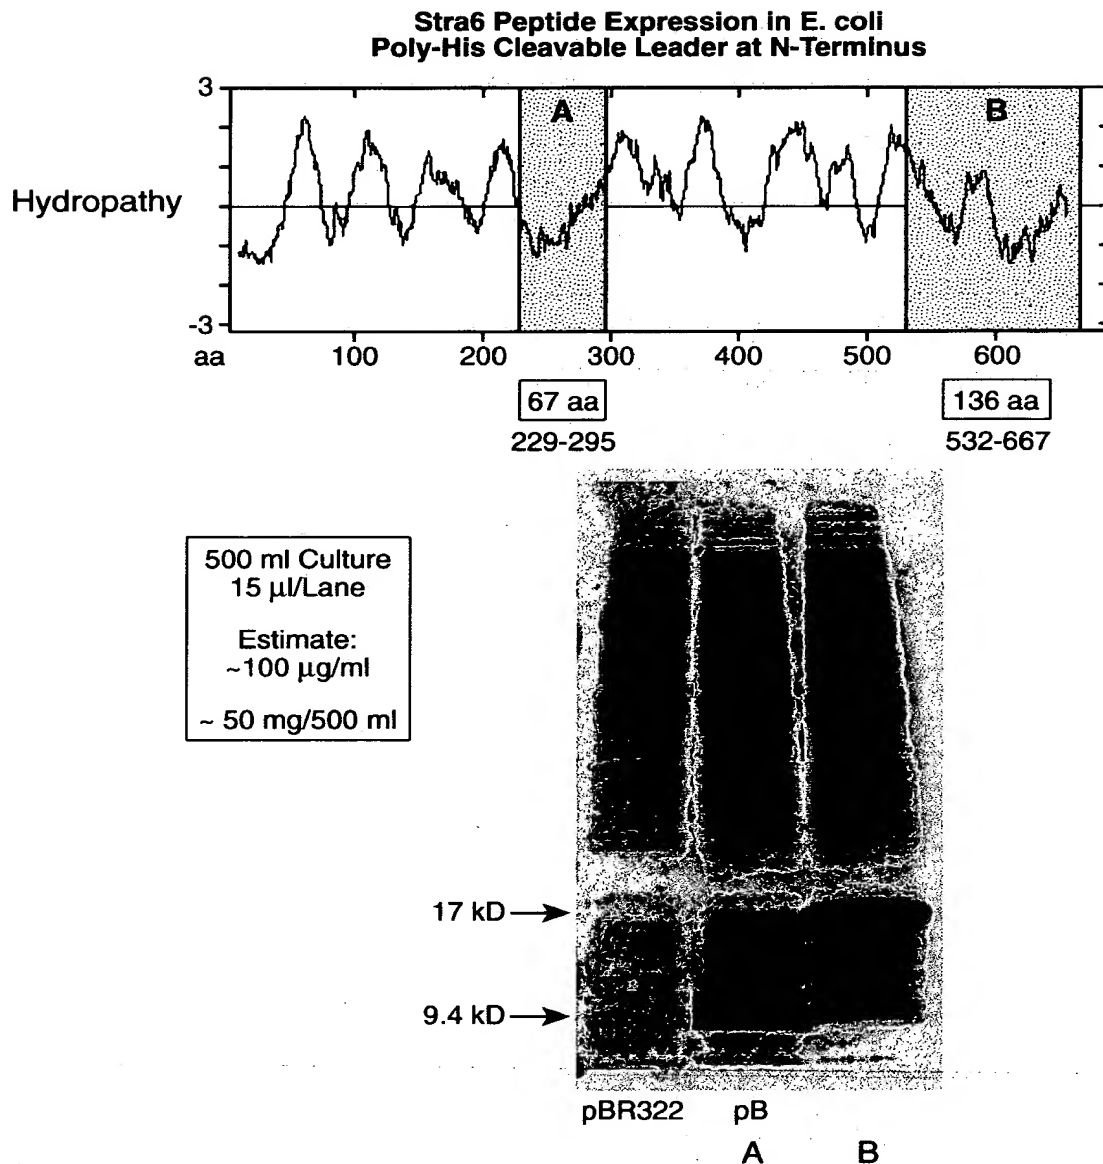 Stra6 Peptide Expression in E. coli
Poly-His Cleavable Leader at N-Terminus
3
A
B
Hydropathy
-3
aa
100
200
300
400
500
600
67 aa
136 aa
229-295
532-667
500 ml Culture
15 µl/Lane
Estimate:
~100 µg/ml
~ 50 mg/500 ml
17 kD
9.4 kD
pBR322
pB
A
B